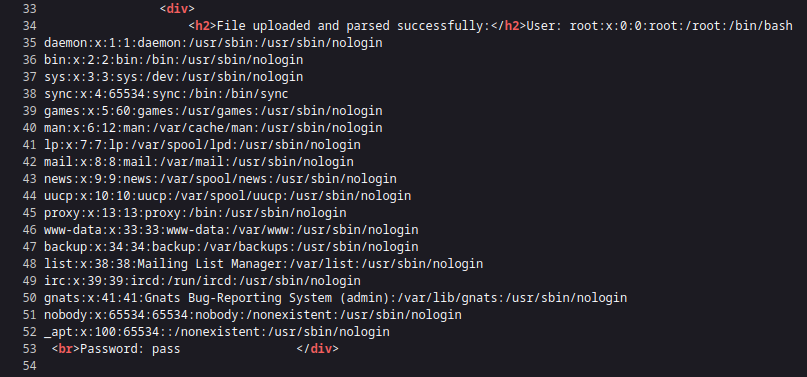 33 <div>
34 <h2>File uploaded and parsed successfully:</h2>User: root:x:0:0:root:/root:/bin/bash
35 daemon:x:1:1:daemon:/usr/sbin:/usr/sbin/nologin
36 bin:x:2:2:bin:/bin:/usr/sbin/nologin
37 sys:x:3:3:sys:/dev:/usr/sbin/nologin
38 sync:x:4:65534:sync:/bin:/bin/sync
39 games:x:5:60:games:/usr/games:/usr/sbin/nologin
40 man:x:6:12:man:/var/cache/man:/usr/sbin/nologin
41 lp:x:7:7:lp:/var/spool/lpd:/usr/sbin/nologin
42 mail:x:8:8:mail:/var/mail:/usr/sbin/nologin
43 news:x:9:9:news:/var/spool/news:/usr/sbin/nologin
44 uucp:x:10:10:uucp:/var/spool/uucp:/usr/sbin/nologin
45 proxy:x:13:13:proxy:/bin:/usr/sbin/nologin
46 www-data:x:33:33:www-data:/var/www:/usr/sbin/nologin
47 backup:x:34:34:backup:/var/backups:/usr/sbin/nologin
48 list:x:38:38:Mailing List Manager:/var/list:/usr/sbin/nologin
49 irc:x:39:39:ircd:/run/ircd:/usr/sbin/nologin
50 gnats:x:41:41:Gnats Bug-Reporting System (admin):/var/lib/gnats:/usr/sbin/nologin
51 nobody:x:65534:65534:nobody:/nonexistent:/usr/sbin/nologin
52 _apt:x:100:65534::/nonexistent:/usr/sbin/nologin
53 <br>Password: pass </div>
54